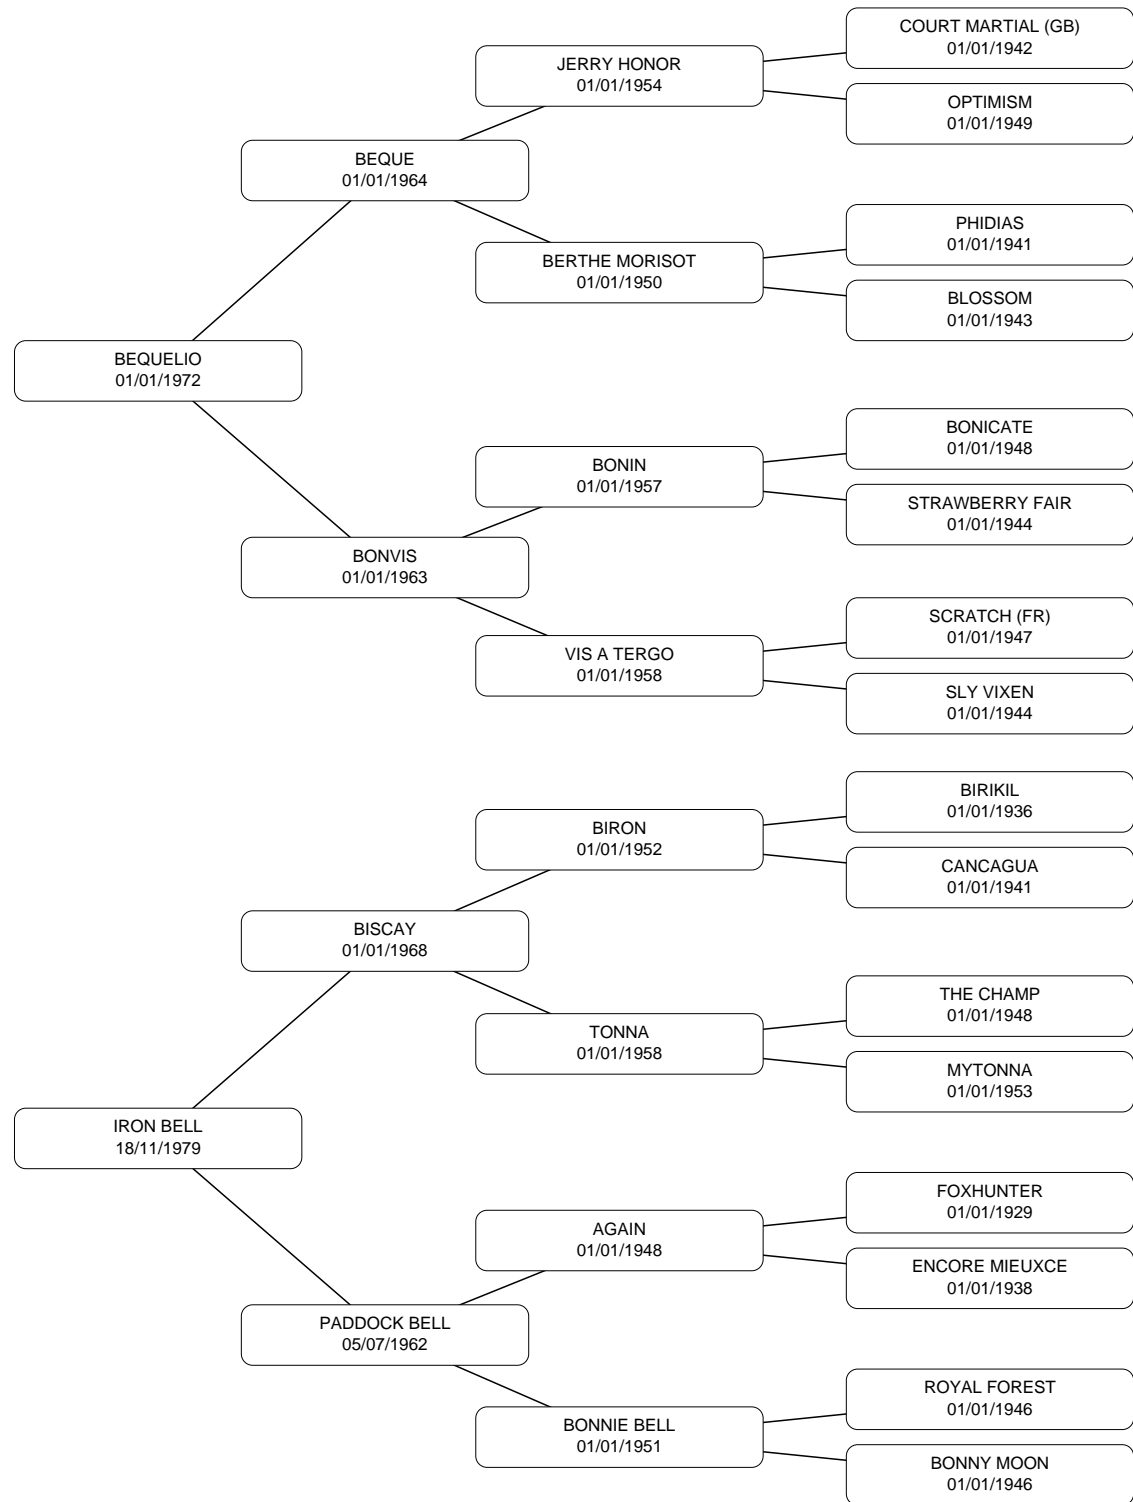 COURT MARTIAL (GB)
01/01/1942
JERRY HONOR
01/01/1954
OPTIMISM
01/01/1949
BEQUE
01/01/1964
PHIDIAS
01/01/1941
BERTHE MORISOT
01/01/1950
BLOSSOM
01/01/1943
BEQUELIO
01/01/1972
BONICATE
01/01/1948
BONIN
01/01/1957
STRAWBERRY FAIR
01/01/1944
BONVIS
01/01/1963
SCRATCH (FR)
01/01/1947
VIS A TERGO
01/01/1958
SLY VIXEN
01/01/1944
BIRIKIL
01/01/1936
BIRON
01/01/1952
CANCAGUA
01/01/1941
BISCAY
01/01/1968
THE CHAMP
01/01/1948
TONNA
01/01/1958
MYTONNA
01/01/1953
IRON BELL
18/11/1979
FOXHUNTER
01/01/1929
AGAIN
01/01/1948
ENCORE MIEUXCE
01/01/1938
PADDOCK BELL
05/07/1962
ROYAL FOREST
01/01/1946
BONNIE BELL
01/01/1951
BONNY MOON
01/01/1946